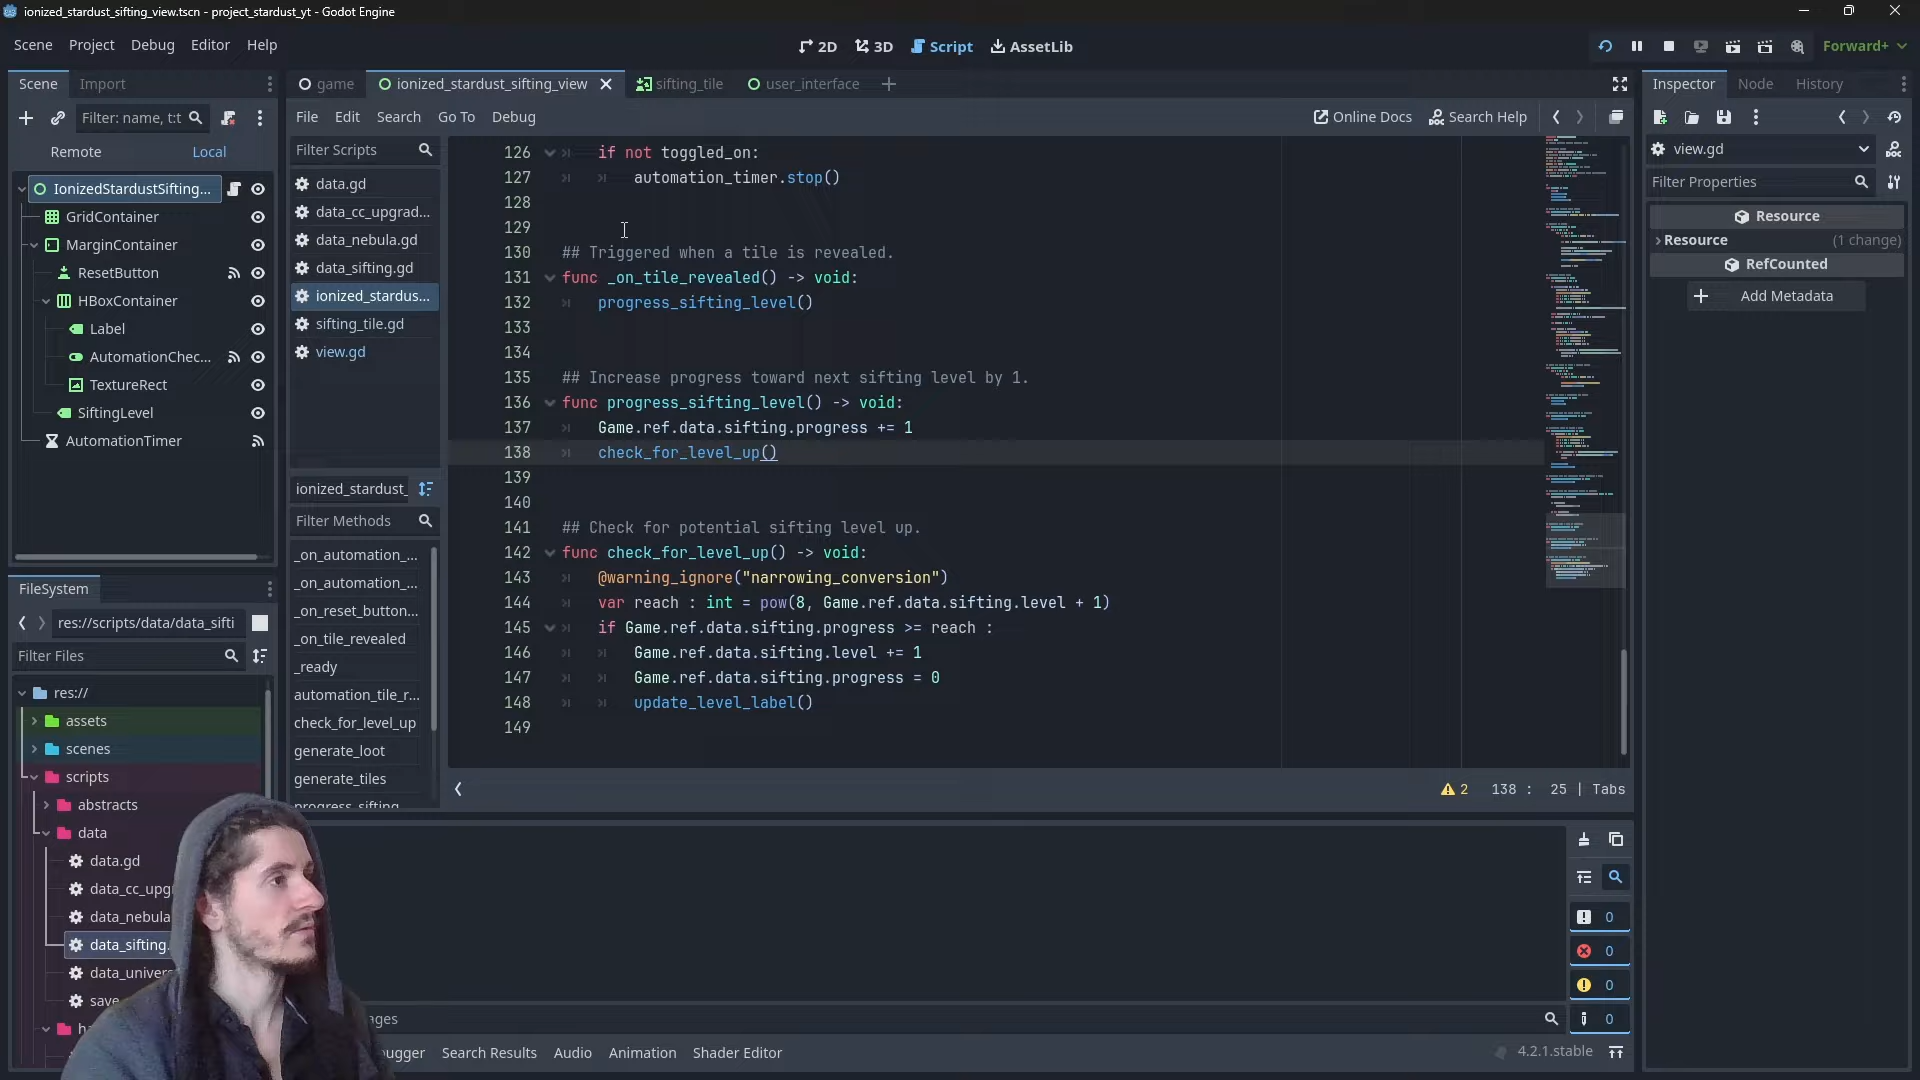 ionized_stardust_sifting_view.tscn - project_stardust_yt - Godot Engine
Scene Project Debug Editor Help
2D 3D Script AssetLib
Forward+
Scene Import
game ionized_stardust_sifting_view sifting_tile user_interface
Inspector Node History
Filter: name, t:t
File Edit Search Go To Debug
Online Docs Search Help
Remote Local
Filter Scripts
view.gd
Filter Properties
IonizedStardustSifting...
GridContainer
MarginContainer
ResetButton
HBoxContainer
Label
AutomationChec...
TextureRect
SiftingLevel
AutomationTimer
data.gd
data_cc_upgrad...
data_nebula.gd
data_sifting.gd
ionized_stardus...
sifting_tile.gd
view.gd
ionized_stardust_
Filter Methods
_on_automation_...
_on_automation_...
_on_reset_button...
_on_tile_revealed
_ready
automation_tile_r...
check_for_level_up
generate_loot
generate_tiles
progress_sifting
126 if not toggled_on:
127 automation_timer.stop()
128
129
130 ## Triggered when a tile is revealed.
131 func _on_tile_revealed() -> void:
132 progress_sifting_level()
133
134
135 ## Increase progress toward next sifting level by 1.
136 func progress_sifting_level() -> void:
137 Game.ref.data.sifting.progress += 1
138 check_for_level_up()
139
140
141 ## Check for potential sifting level up.
142 func check_for_level_up() -> void:
143 @warning_ignore("narrowing_conversion")
144 var reach : int = pow(8, Game.ref.data.sifting.level + 1)
145 if Game.ref.data.sifting.progress >= reach :
146 Game.ref.data.sifting.level += 1
147 Game.ref.data.sifting.progress = 0
148 update_level_label()
149
2 138 : 25 | Tabs
Resource
Resource (1 change)
RefCounted
Add Metadata
FileSystem
res://scripts/data/data_sifti
Filter Files
res://
assets
scenes
scripts
abstracts
data
data.gd
data_cc_upg
data_nebula
data_sifting.
data_univer
save
0
0
0
0
ages
ugger Search Results Audio Animation Shader Editor
4.2.1.stable